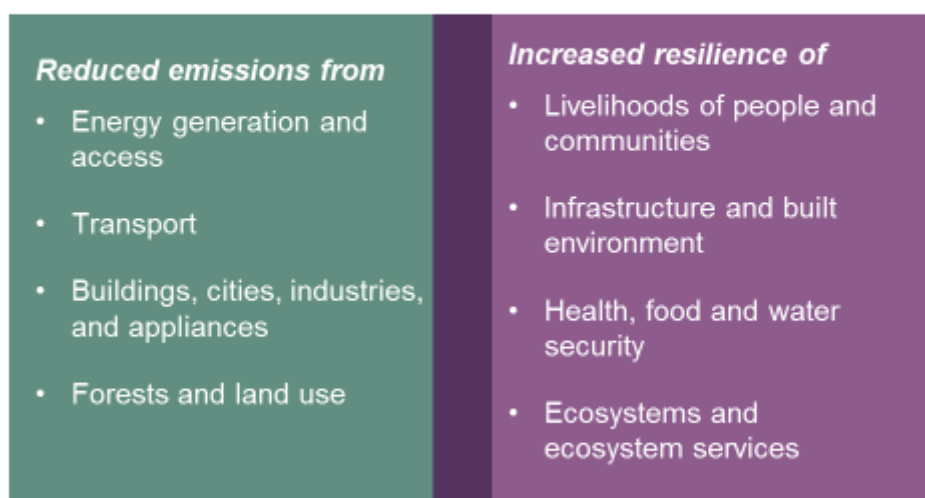 Reduced emissions from
• Energy generation and
access
• Transport
• Buildings, cities, industries,
and appliances
• Forests and land use
Increased resilience of
• Livelihoods of people and
communities
• Infrastructure and built
environment
• Health, food and water
security
• Ecosystems and
ecosystem services